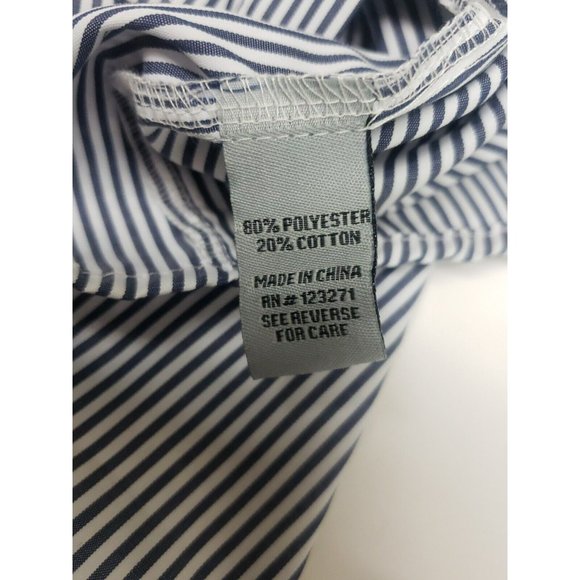 80% POLYESTER
20% COTTON
MADE IN CHINA
RN# 123271
SEE REVERSE
FOR CARE